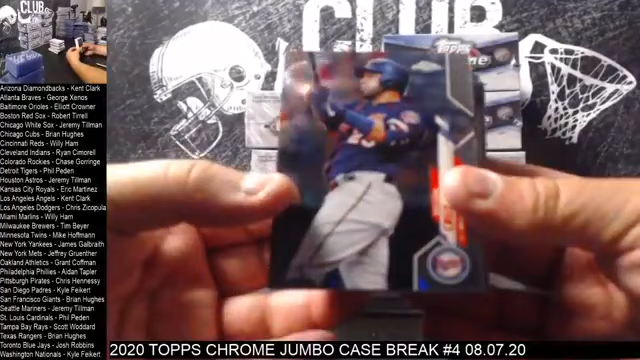 CLUB
CLUB
Topps
Arizona Diamondbacks - Kent Clark
Atlanta Braves - George Xenos
Baltimore Orioles - Elliott Crowner
Boston Red Sox - Robert Tirrell
Chicago White Sox - Jeremy Tillman
Chicago Cubs - Brian Hughes
Cincinnati Reds - Willy Ham
Cleveland Indians - Ryan Cimorell
Colorado Rockies - Chase Gorringe
Detroit Tigers - Phil Peden
Houston Astros - Jeremy Tillman
Kansas City Royals - Eric Martinez
Los Angeles Angels - Kent Clark
Los Angeles Dodgers - Chris Zicopula
Miami Marlins - Willy Ham
Milwaukee Brewers - Tim Beyer
Minnesota Twins - Mike Hoffmann
New York Yankees - James Galbraith
New York Mets - Jeffrey Gruenther
Oakland Athletics - Grant Coffman
Philadelphia Phillies - Aidan Tapler
Pittsburgh Pirates - Chris Hennessy
San Diego Padres - Kyle Feikert
San Francisco Giants - Brian Hughes
Seattle Mariners - Jeremy Tillman
St. Louis Cardinals - Phil Peden
Tampa Bay Rays - Scott Woddard
Texas Rangers - Brian Hughes
Toronto Blue Jays - Josh Robbins
Washington Nationals - Kyle Feikert
2020 TOPPS CHROME JUMBO CASE BREAK #4 08.07.20